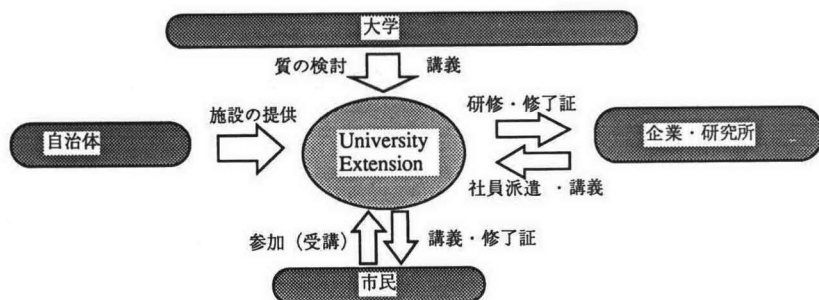 大学
質の検討
講義
施設の提供
研修・修了証
自治体
University
Extension
企業・研究所
社員派遣 ・講義
参加（受講）
講義・修了証
市民